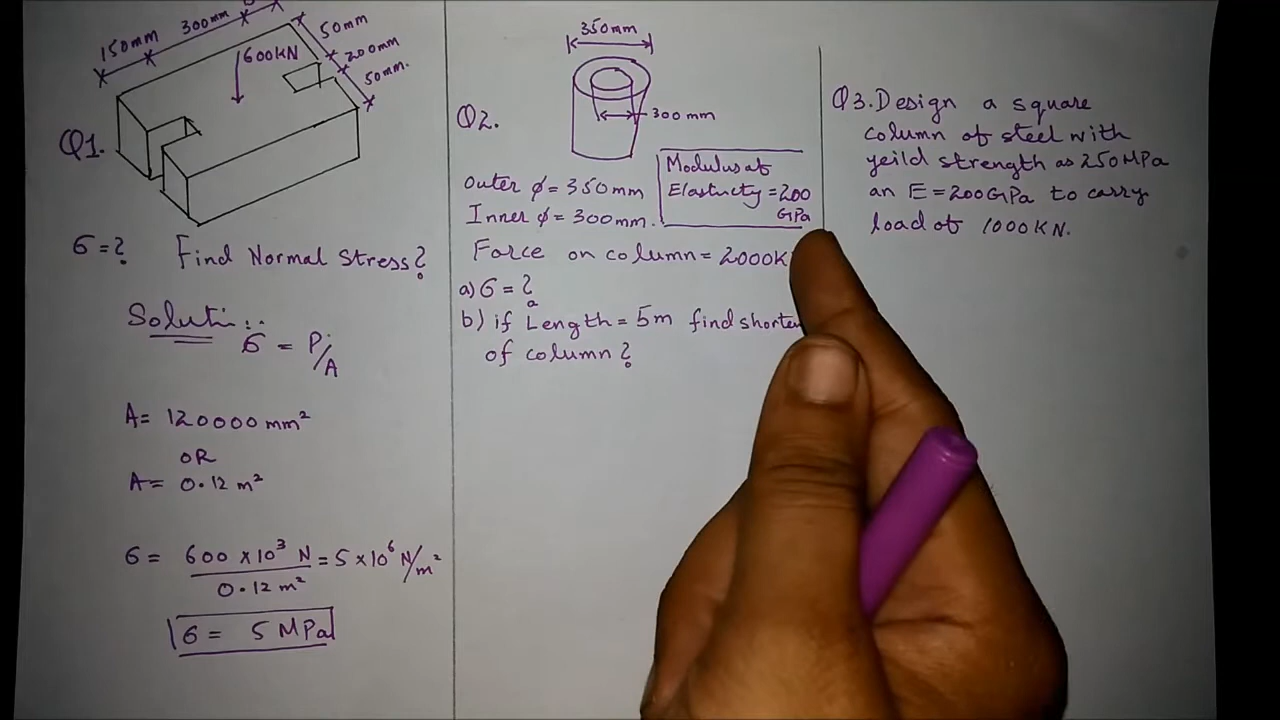 150mm
300mm
50mm
200mm
50mm.
600KN
Q1.
6=? Find Normal Stress?
Soluti..
6 = P/A
A= 120000 mm²
OR
A= 0.12 m²
6= 600 ×10³ N / 0.12 m² = 5 ×10⁶ N/m²
6 = 5 MPa
350mm
Q2.
300 mm
Outer ϕ = 350mm
Inner ϕ = 300mm.
Modulus of
Elasticity = 200
GPa
Force on column = 2000K
a) 6 = ?
a
b) if Length = 5m find shorten
of column?
Q3. Design a square
column of steel with
yeild strength as 250MPa
an E = 200GPa to carry
load of 1000KN.